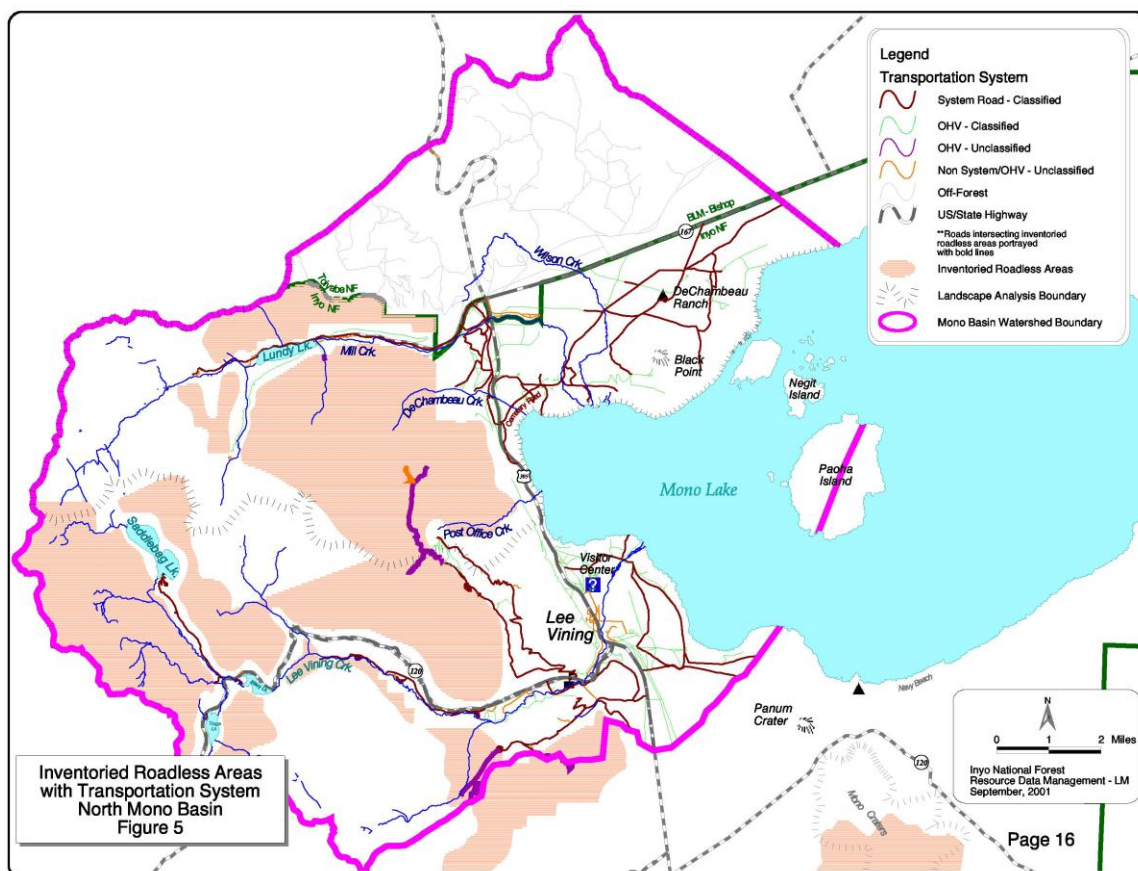 Legend
Transportation System
System Road - Classified
OHV - Classified
OHV - Unclassified
Non System/OHV - Unclassified
Off-Forest
US/State Highway
**Roads intersecting inventoried
roadless areas portrayed
with bold lines
Inventoried Roadless Areas
Landscape Analysis Boundary
Mono Basin Watershed Boundary
BLM - Bishop
Inyo NF
167
Wilson Crk.
Toiyabe NF
Inyo NF
DeChambeau
Ranch
Lundy Lk.
Mill Crk.
Black
Point
Negit
Island
DeChambeau Crk.
Cemetery Road
395
Mono Lake
Paoha
Island
Saddlebag Lk.
Post Office Crk.
Visitor
Center
?
Lee
Vining
120
Lee Vining Crk.
Navy Beach
Panum
Crater
120
Mono Craters
N
0 1 2 Miles
Inyo National Forest
Resource Data Management - LM
September, 2001
Inventoried Roadless Areas
with Transportation System
North Mono Basin
Figure 5
Page 16